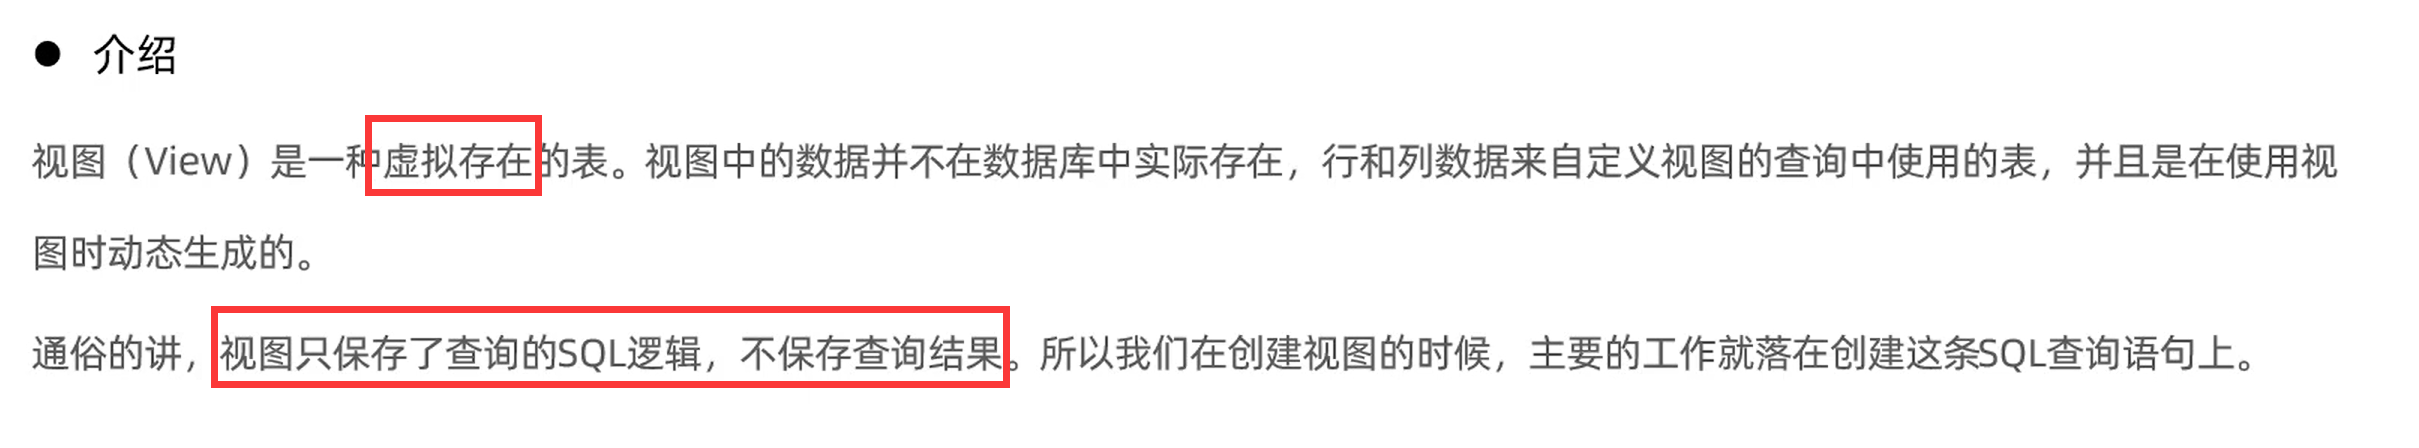 ● 介绍
视图（View）是一种虚拟存在的表。视图中的数据并不在数据库中实际存在，行和列数据来自定义视图的查询中使用的表，并且是在使用视
图时动态生成的。
通俗的讲，视图只保存了查询的SQL逻辑，不保存查询结果。所以我们在创建视图的时候，主要的工作就落在创建这条SQL查询语句上。